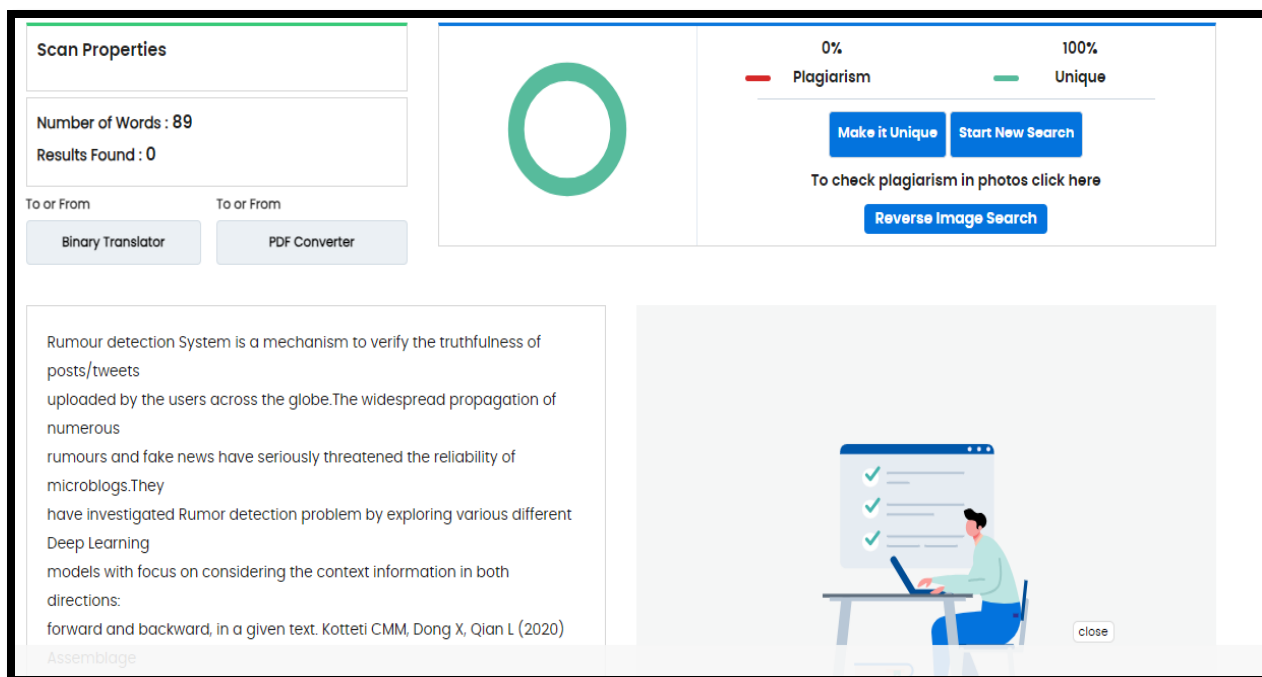 Scan Properties
Number of Words : 89
Results Found : 0
To or From
To or From
Binary Translator
PDF Converter
0%
100%
Plagiarism
Unique
Make it Unique
Start New Search
To check plagiarism in photos click here
Reverse Image Search
Rumour detection System is a mechanism to verify the truthfulness of
posts/tweets
uploaded by the users across the globe.The widespread propagation of
numerous
rumours and fake news have seriously threatened the reliability of
microblogs.They
have investigated Rumor detection problem by exploring various different
Deep Learning
models with focus on considering the context information in both
directions:
forward and backward, in a given text. Kotteti CMM, Dong X, Qian L (2020)
Assemblage
close